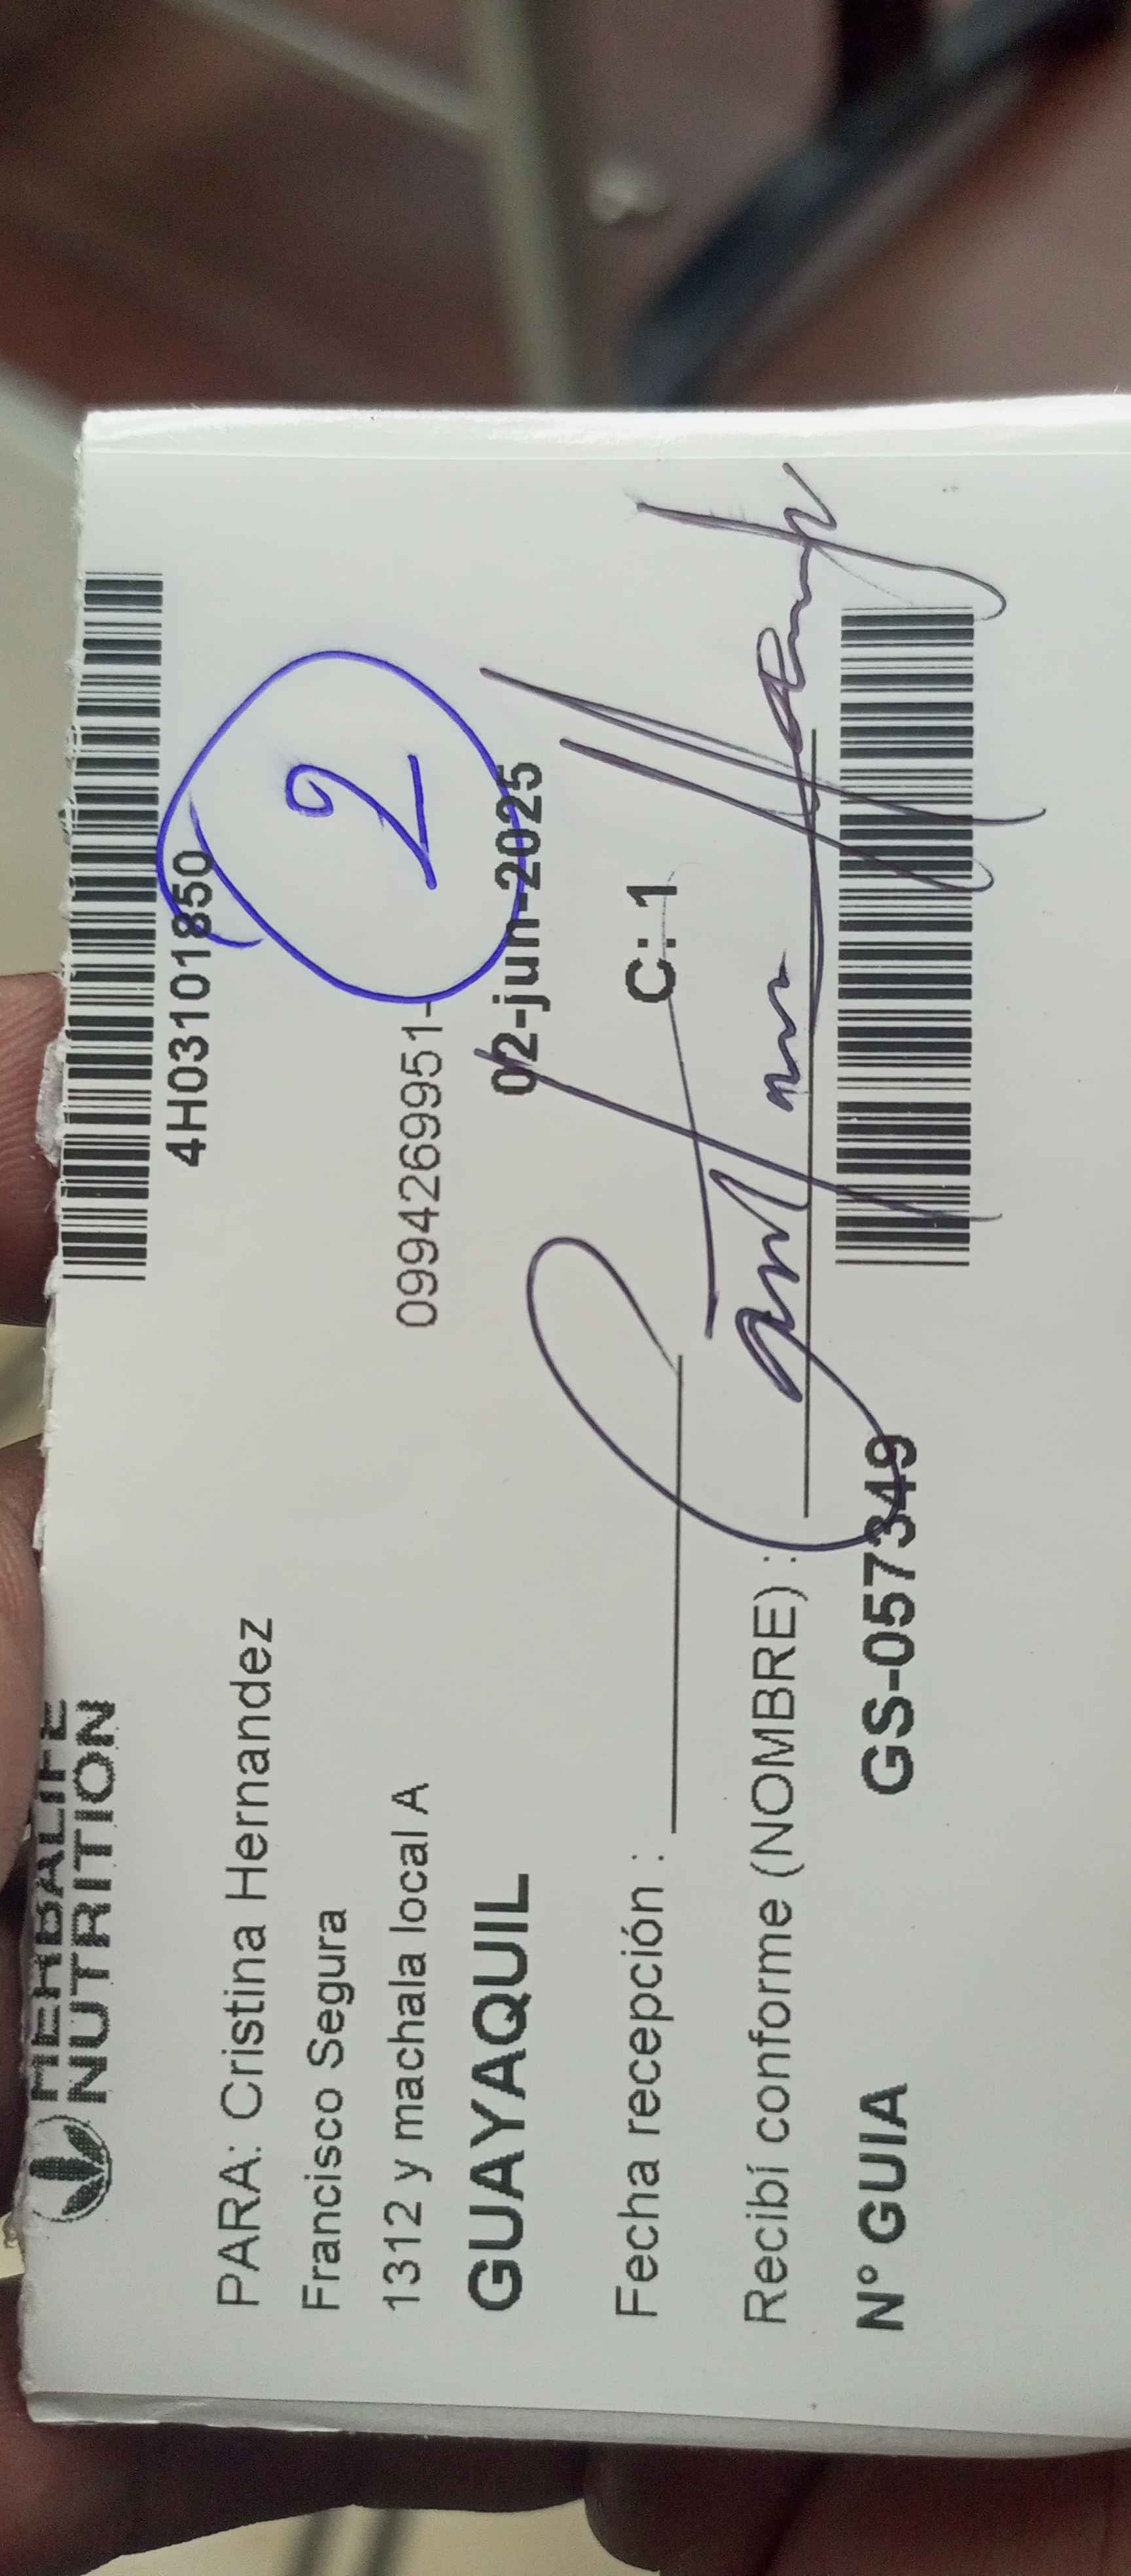 HERBALIFE
NUTRITION
4H03101850
PARA: Cristina Hernandez
2
Francisco Segura
1312 y machala local A
0994269951-
GUAYAQUIL
02-jun-2025
Fecha recepción :
C: 1
Recibí conforme (NOMBRE) :
N° GUIA
GS-057349